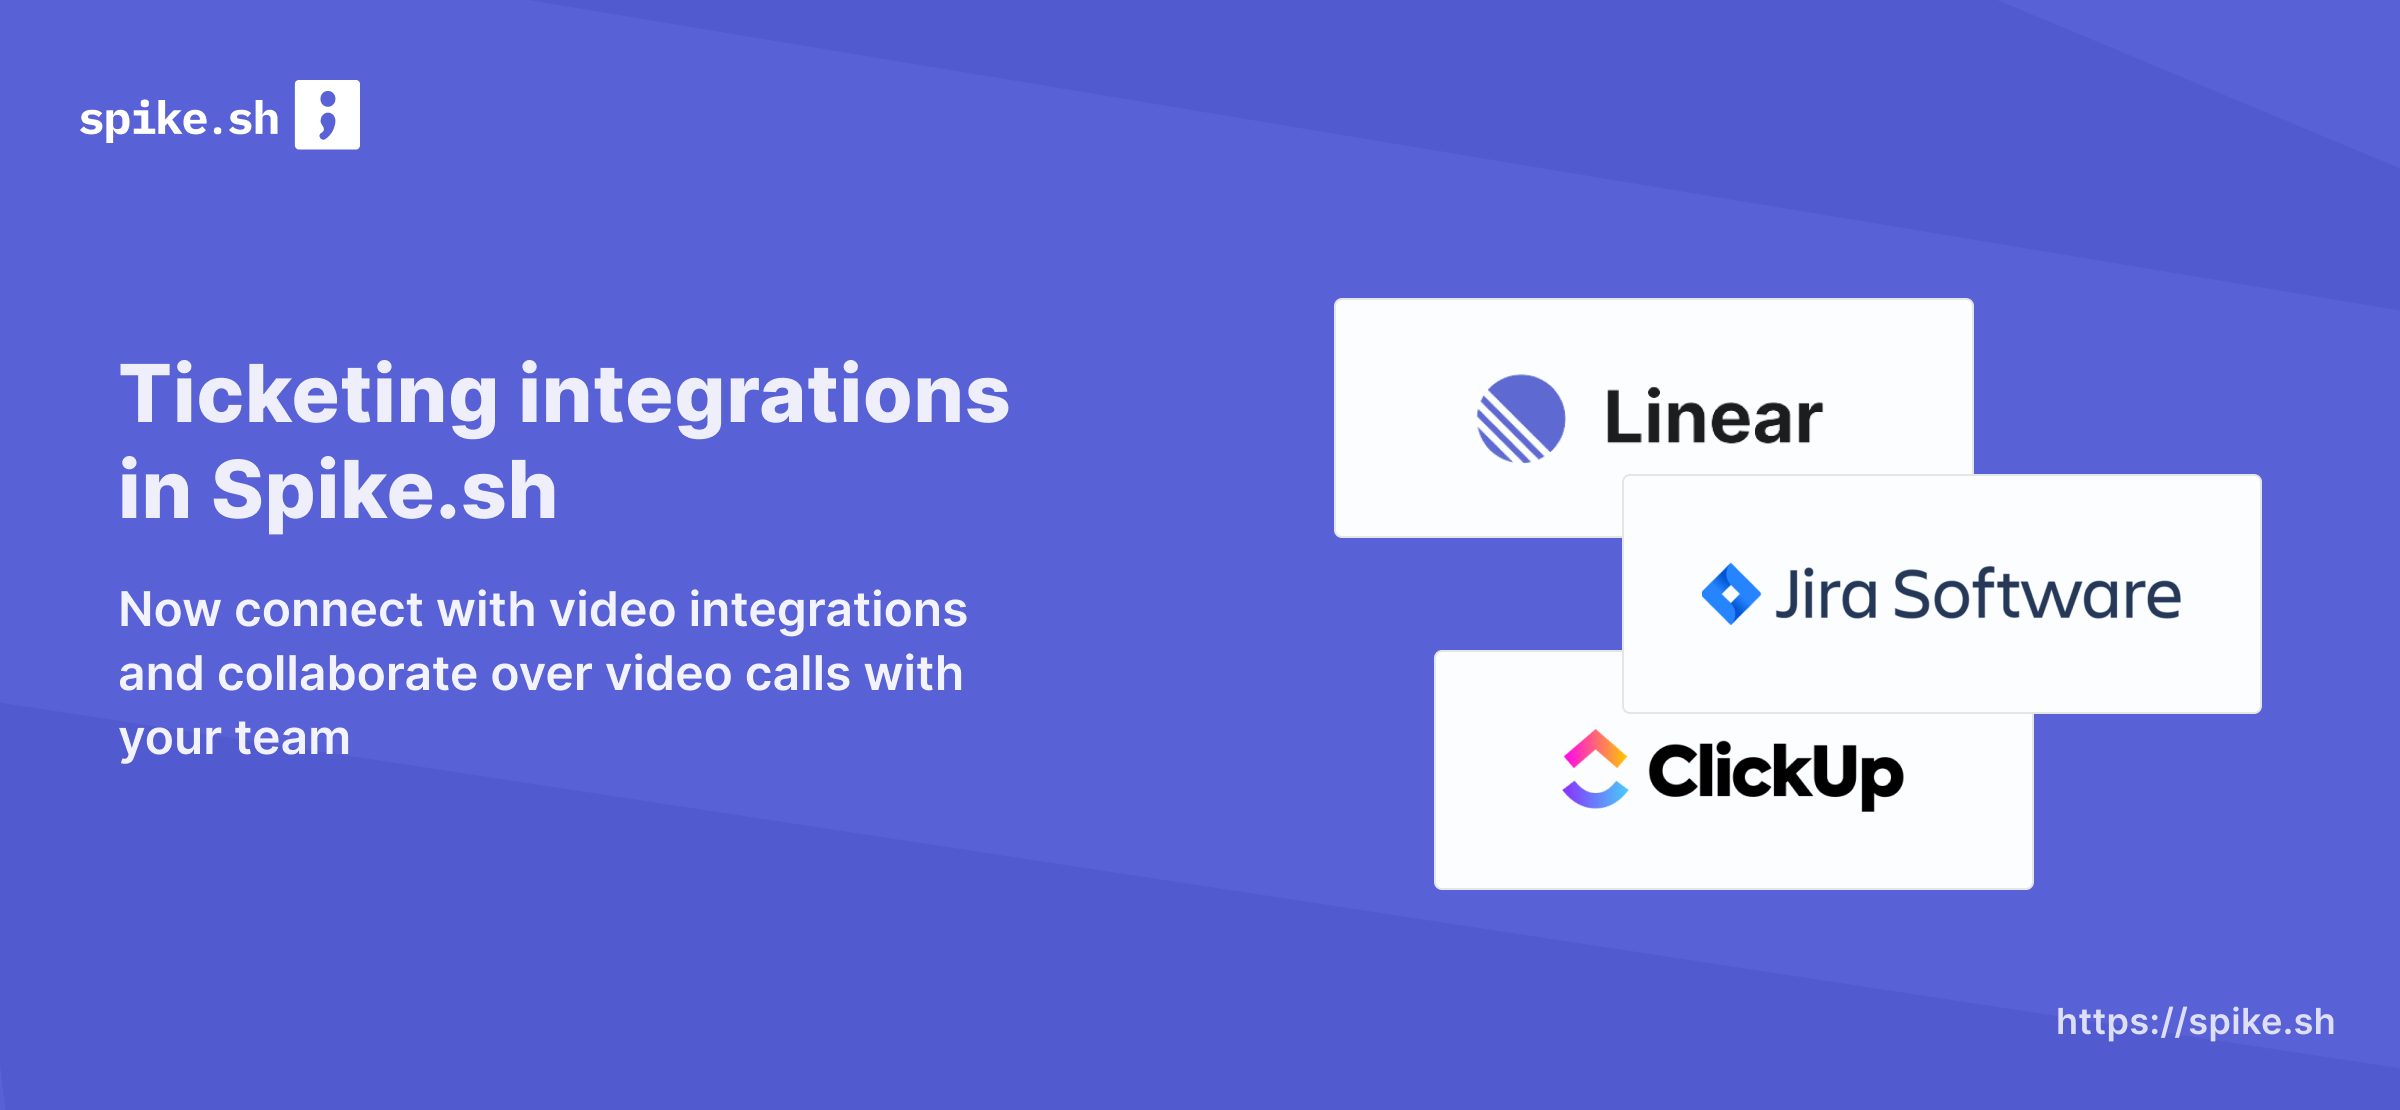 spike.sh
Ticketing integrations
in Spike.sh
Now connect with video integrations
and collaborate over video calls with
your team
Linear
Jira Software
ClickUp
https://spike.sh